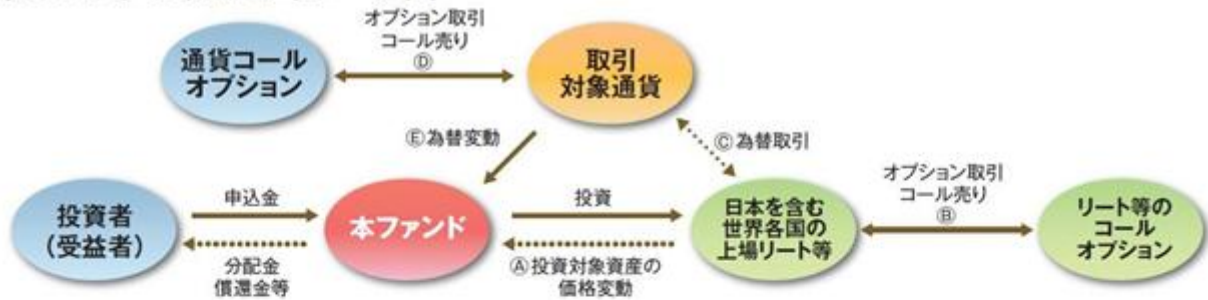 オプション取引
コール売り
Ⓓ
通貨コール
オプション
取引
対象通貨
Ⓔ為替変動
Ⓒ為替取引
オプション取引
コール売り
Ⓑ
投資者
(受益者)
申込金
本ファンド
投資
日本を含む
世界各国の
上場リート等
リート等の
コール
オプション
分配金
償還金等
Ⓐ投資対象資産の
価格変動